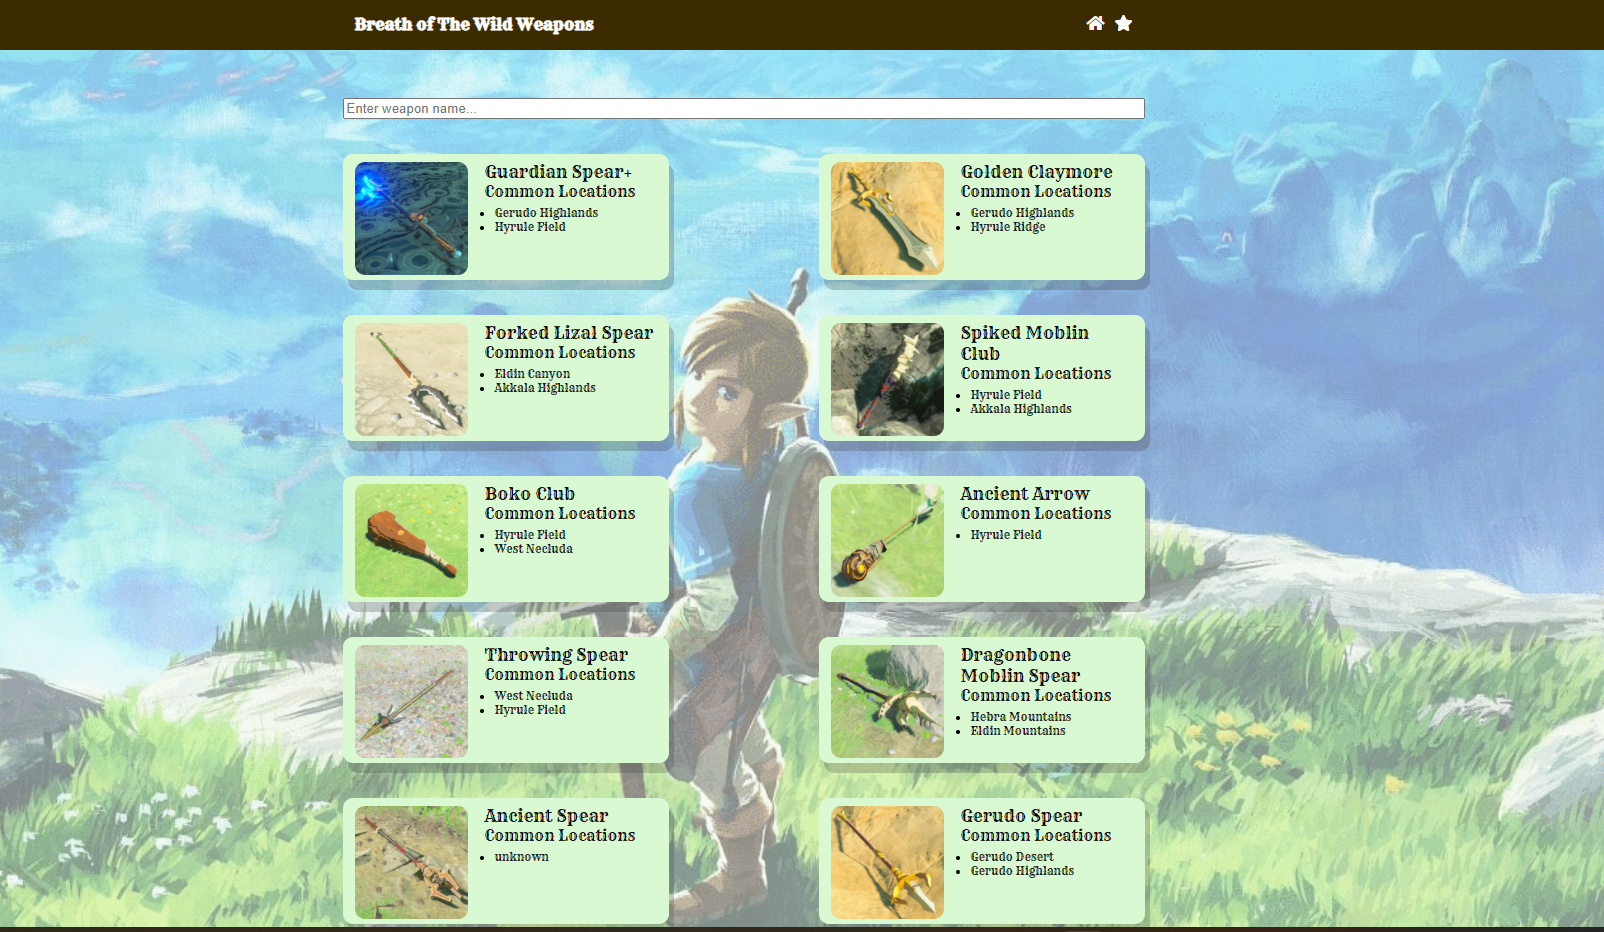 Breath of The Wild Weapons
Enter weapon name...
Guardian Spear+
Common Locations
Gerudo Highlands
Hyrule Field
Golden Claymore
Common Locations
Gerudo Highlands
Hyrule Ridge
Forked Lizal Spear
Common Locations
Eldin Canyon
Akkala Highlands
Spiked Moblin
Club
Common Locations
Hyrule Field
Akkala Highlands
Boko Club
Common Locations
Hyrule Field
West Necluda
Ancient Arrow
Common Locations
Hyrule Field
Throwing Spear
Common Locations
West Necluda
Hyrule Field
Dragonbone
Moblin Spear
Common Locations
Hebra Mountains
Eldin Mountains
Ancient Spear
Common Locations
unknown
Gerudo Spear
Common Locations
Gerudo Desert
Gerudo Highlands